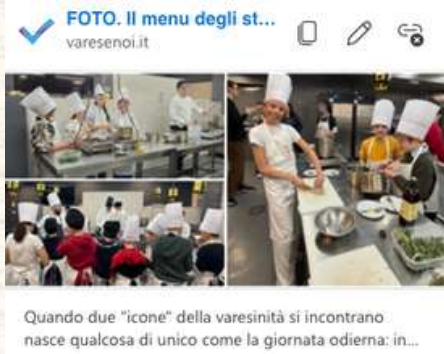 FOTO. Il menu degli st...
varesenoi.it
Quando due "icone" della varesinità si incontrano
nasce qualcosa di unico come la giornata odierna: in...